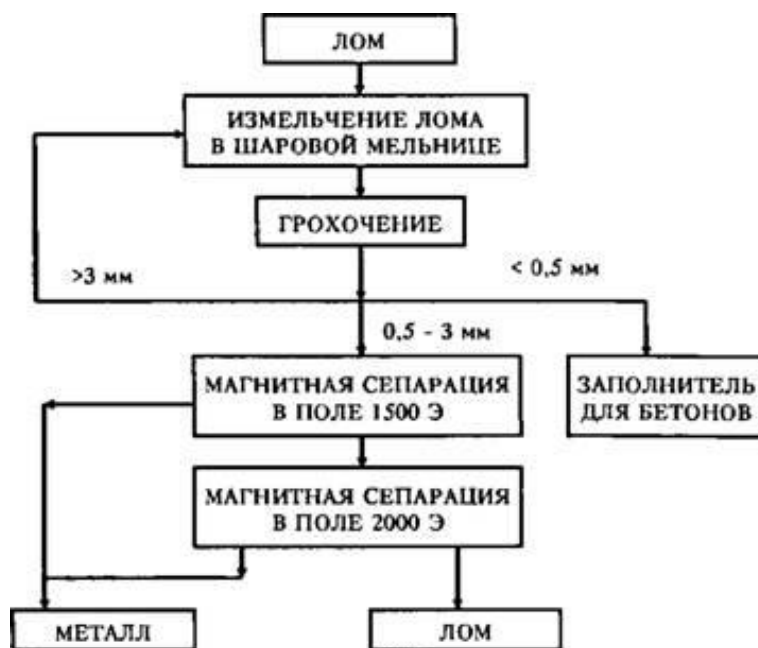 ЛОМ
ИЗМЕЛЬЧЕНИЕ ЛОМА
В ШАРОВОЙ МЕЛЬНИЦЕ
ГРОХОЧЕНИЕ
>3 мм
< 0,5 мм
0,5 - 3 мм
МАГНИТНАЯ СЕПАРАЦИЯ
В ПОЛЕ 1500 Э
ЗАПОЛНИТЕЛЬ
ДЛЯ БЕТОНОВ
МАГНИТНАЯ СЕПАРАЦИЯ
В ПОЛЕ 2000 Э
МЕТАЛЛ
ЛОМ